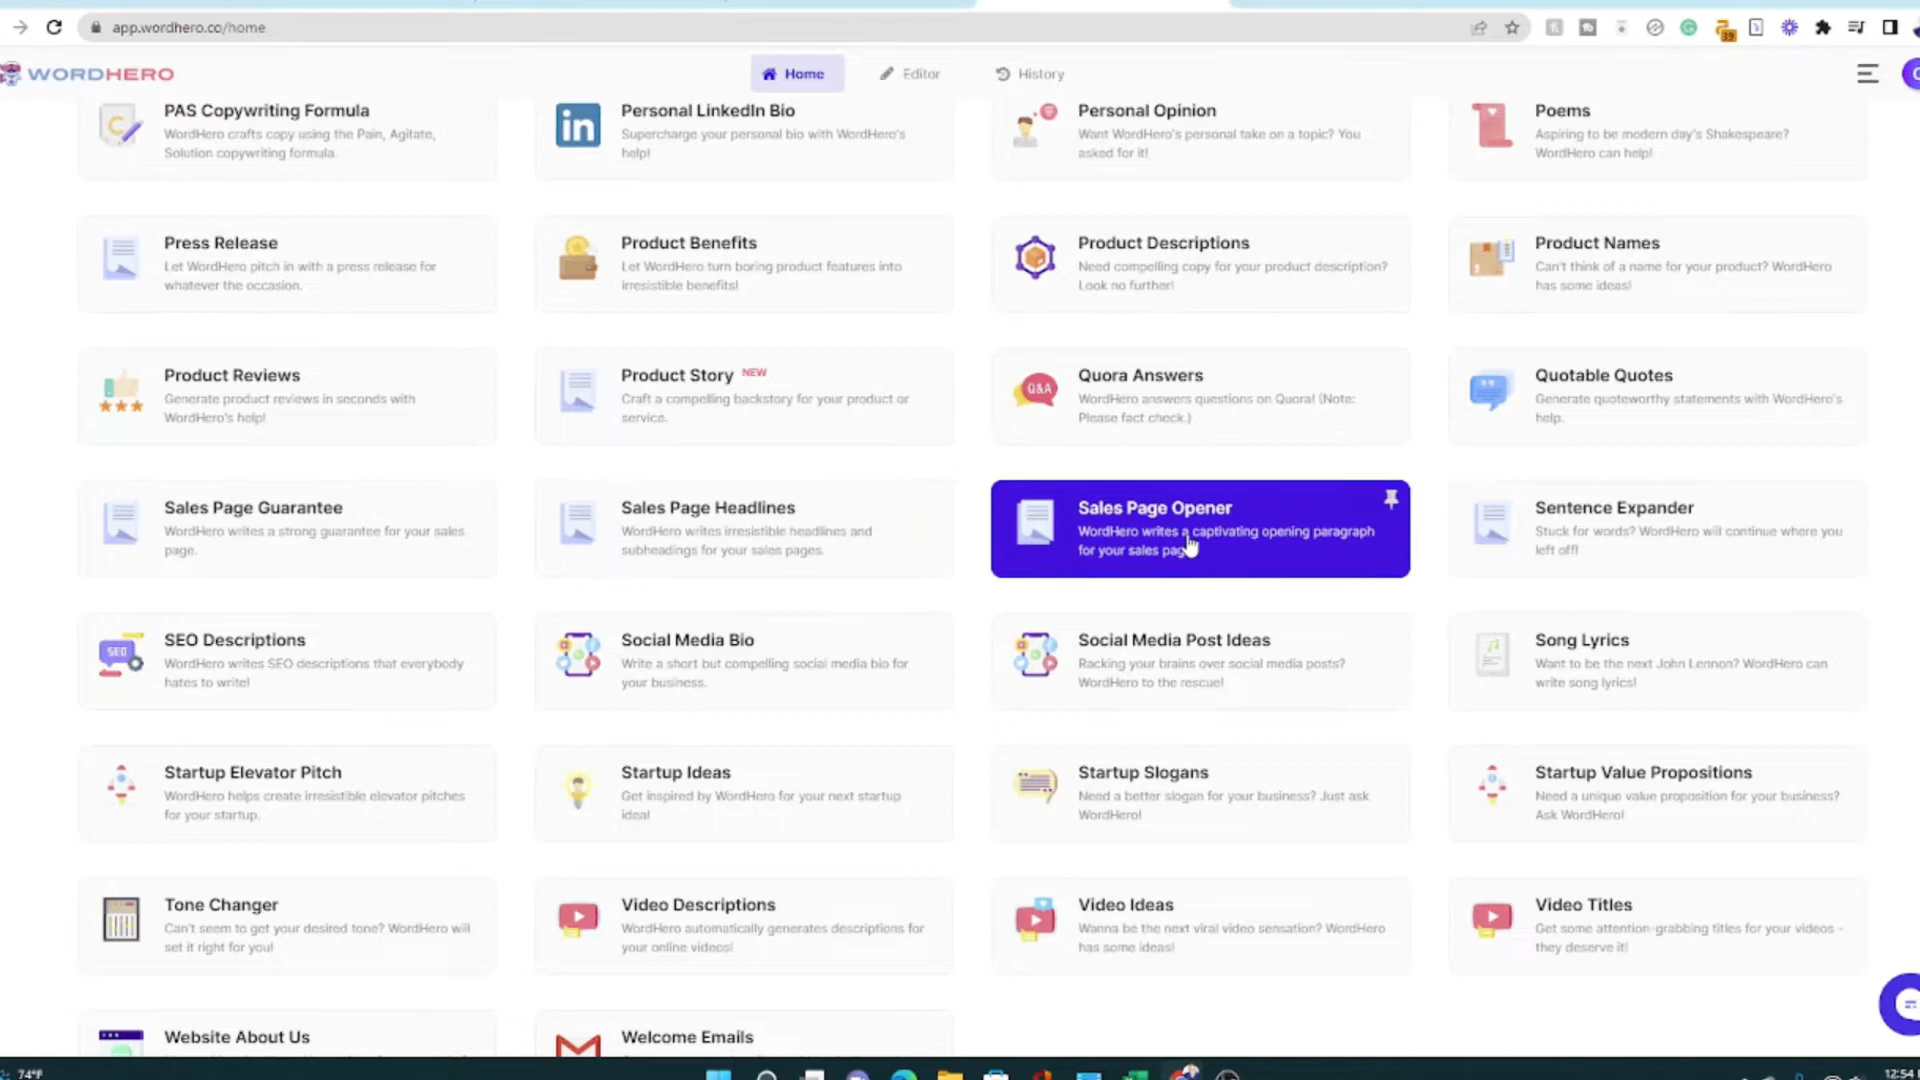 app.wordhero.co/home
39
WORDHERO
Home
Editor
History
PAS Copywriting Formula
WordHero crafts copy using the Pain, Agitate,
Solution copywriting formula.
Personal LinkedIn Bio
Supercharge your personal bio with WordHero's
help!
Personal Opinion
Want WordHero's personal take on a topic? You
asked for it!
Poems
Aspiring to be modern day's Shakespeare?
WordHero can help!
Press Release
Let WordHero pitch in with a press release for
whatever the occasion.
Product Benefits
Let WordHero turn boring product features into
irresistible benefits!
Product Descriptions
Need compelling copy for your product description?
Look no further!
Product Names
Can't think of a name for your product? WordHero
has some ideas!
Product Reviews
Generate product reviews in seconds with
WordHero's help!
Product Story NEW
Craft a compelling backstory for your product or
service.
Q&A
Quora Answers
WordHero answers questions on Quora! (Note:
Please fact check.)
Quotable Quotes
Generate quoteworthy statements with WordHero's
help.
Sales Page Guarantee
WordHero writes a strong guarantee for your sales
page.
Sales Page Headlines
WordHero writes irresistible headlines and
subheadings for your sales pages.
Sales Page Opener
WordHero writes a captivating opening paragraph
for your sales page
Sentence Expander
Stuck for words? WordHero will continue where you
left off!
SEO
SEO Descriptions
WordHero writes SEO descriptions that everybody
hates to write!
Social Media Bio
Write a short but compelling social media bio for
your business.
Social Media Post Ideas
Racking your brains over social media posts?
WordHero to the rescue!
Song Lyrics
Want to be the next John Lennon? WordHero can
write song lyrics!
Startup Elevator Pitch
WordHero helps create irresistible elevator pitches
for your startup.
Startup Ideas
Get inspired by WordHero for your next startup
idea!
Startup Slogans
Need a better slogan for your business? Just ask
WordHero!
Startup Value Propositions
Need a unique value proposition for your business?
Ask WordHero!
Tone Changer
Can't seem to get your desired tone? WordHero will
set it right for you!
Video Descriptions
WordHero automatically generates descriptions for
your online videos!
Video Ideas
Wanna be the next viral video sensation? WordHero
has some ideas!
Video Titles
Get some attention-grabbing titles for your videos -
they deserve it!
Website About Us
Welcome Emails
74°F
12:54